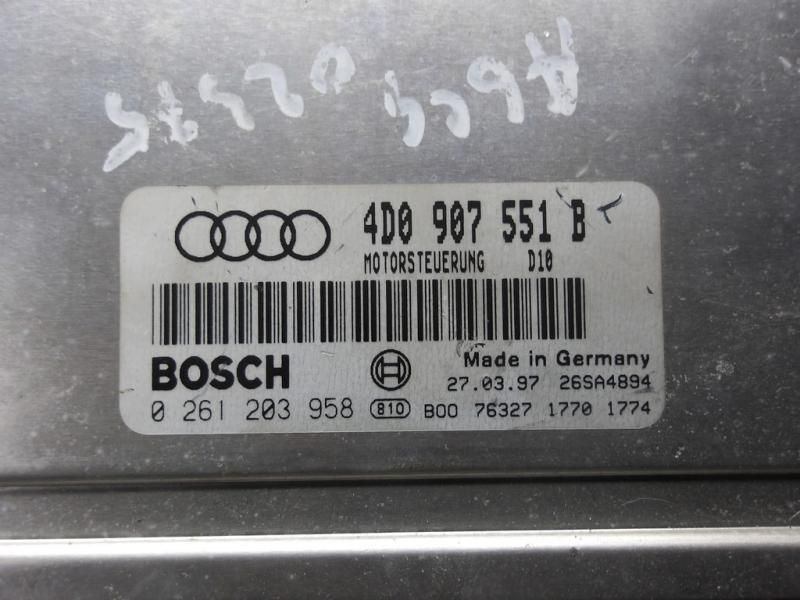 4D0 907 551 B
MOTORSTEUERUNG D10
BOSCH
Made in Germany
27.03.97 26SA4894
0 261 203 958 810 B00 76327 1770 1774